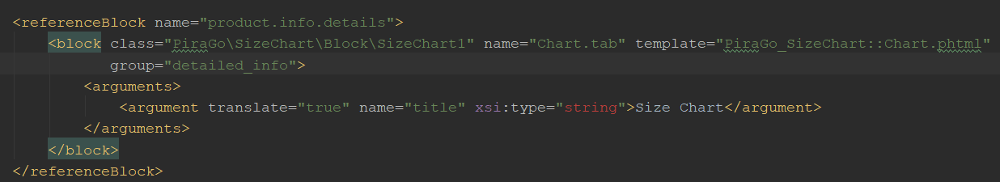 <referenceBlock name="product.info.details">
<block class="PiraGo\SizeChart\Block\SizeChart1" name="Chart.tab" template="PiraGo_SizeChart::Chart.phtml"
group="detailed_info">
<arguments>
<argument translate="true" name="title" xsi:type="string">Size Chart</argument>
</arguments>
</block>
</referenceBlock>